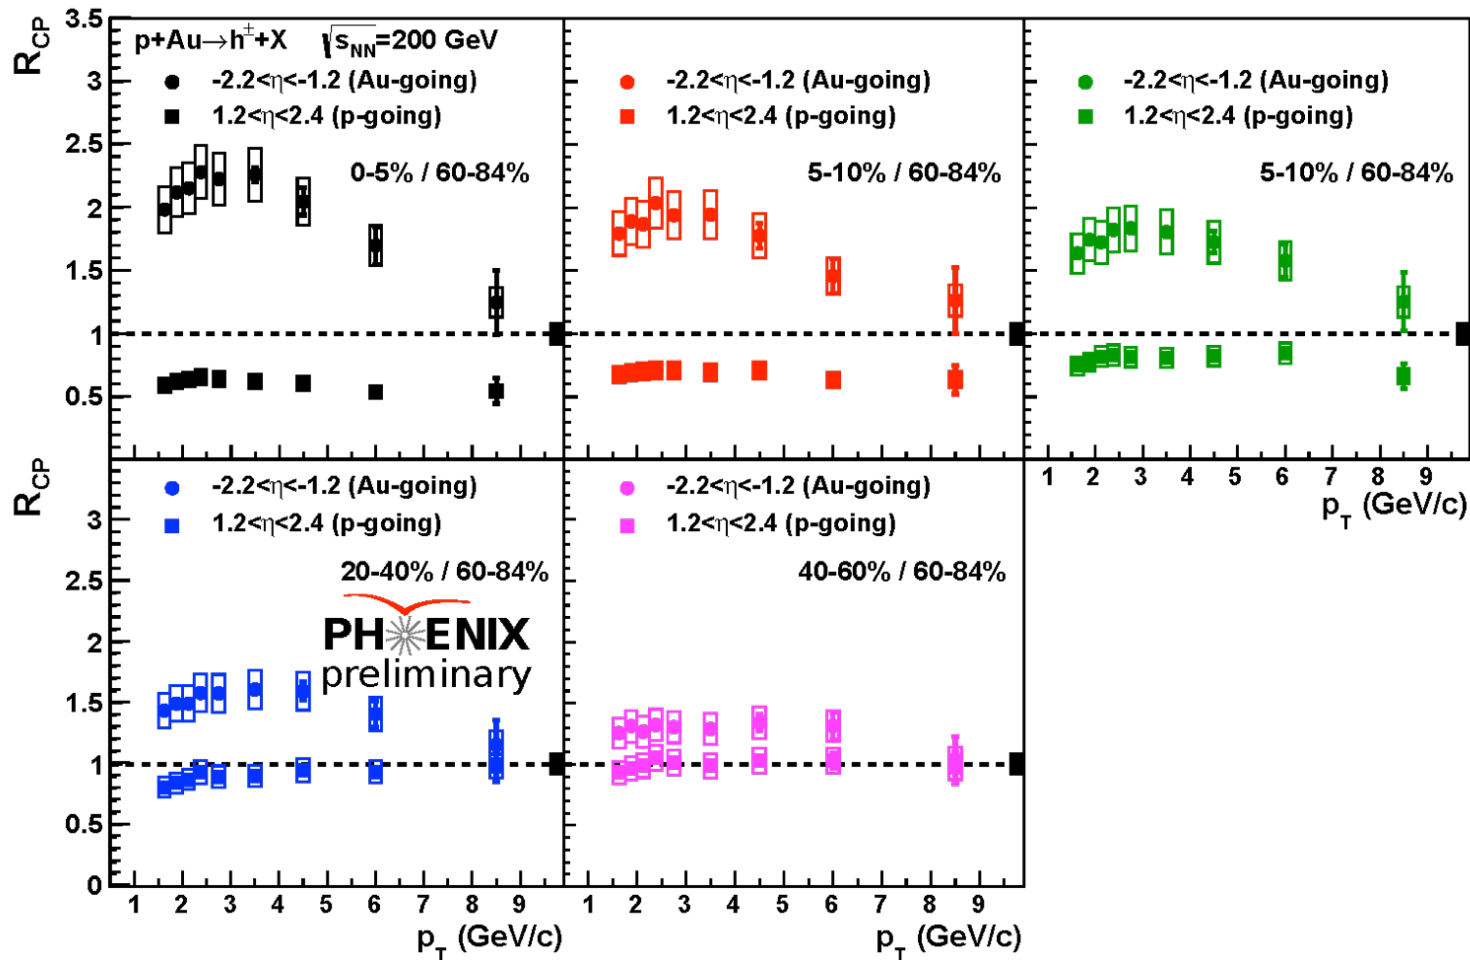 R_CP
3.5
3
2.5
2
1.5
1
0.5
p+Au→h±+X √s_NN=200 GeV
-2.2<η<-1.2 (Au-going)
1.2<η<2.4 (p-going)
0-5% / 60-84%
-2.2<η<-1.2 (Au-going)
1.2<η<2.4 (p-going)
5-10% / 60-84%
-2.2<η<-1.2 (Au-going)
1.2<η<2.4 (p-going)
5-10% / 60-84%
1 2 3 4 5 6 7 8 9
p_T (GeV/c)
R_CP
3
2.5
2
1.5
1
0.5
0
-2.2<η<-1.2 (Au-going)
1.2<η<2.4 (p-going)
20-40% / 60-84%
PHENIX
preliminary
1 2 3 4 5 6 7 8 9
p_T (GeV/c)
-2.2<η<-1.2 (Au-going)
1.2<η<2.4 (p-going)
40-60% / 60-84%
1 2 3 4 5 6 7 8 9
p_T (GeV/c)